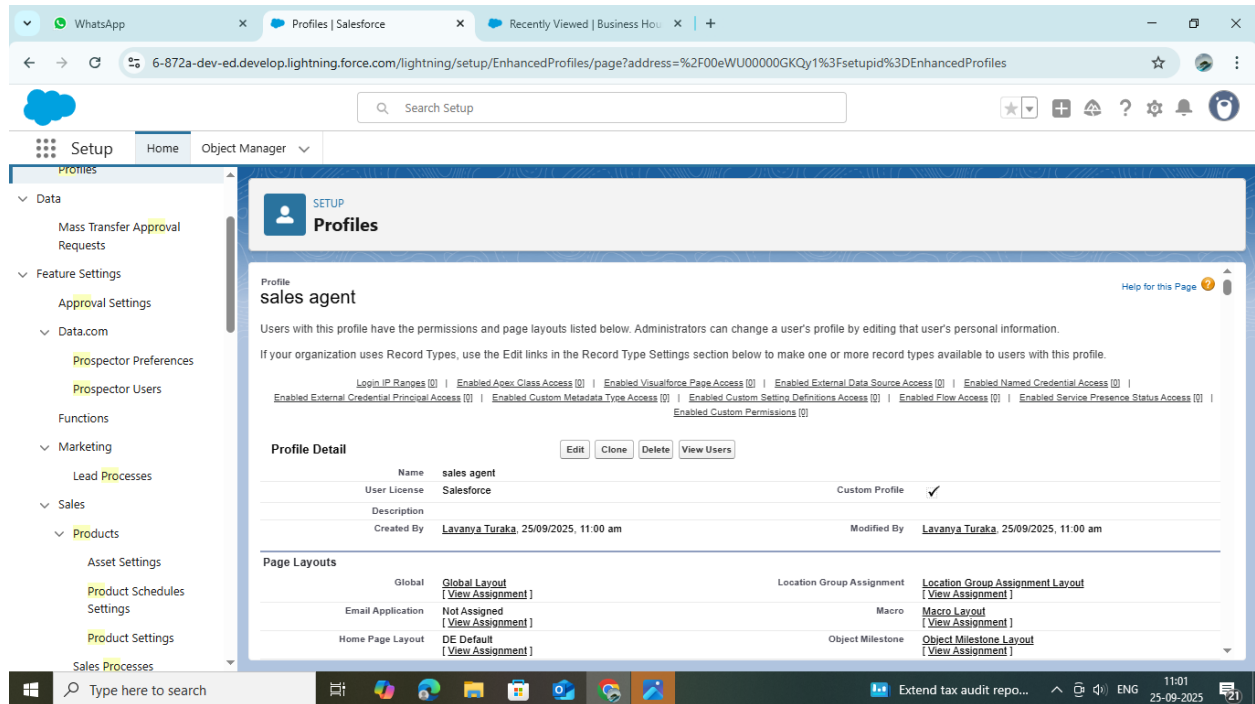 WhatsApp
Profiles | Salesforce
Recently Viewed | Business Hou
6-872a-dev-ed.develop.lightning.force.com/lightning/setup/EnhancedProfiles/page?address=%2F00eWU00000GKQy1%3Fsetupid%3DEnhancedProfiles
Search Setup
Setup Home Object Manager
Profiles
Data
Mass Transfer Approval
Requests
Feature Settings
Approval Settings
Data.com
Prospector Preferences
Prospector Users
Functions
Marketing
Lead Processes
Sales
Products
Asset Settings
Product Schedules
Settings
Product Settings
Sales Processes
SETUP
Profiles
Profile
sales agent
Help for this Page
Users with this profile have the permissions and page layouts listed below. Administrators can change a user's profile by editing that user's personal information.
If your organization uses Record Types, use the Edit links in the Record Type Settings section below to make one or more record types available to users with this profile.
Login IP Ranges [0] | Enabled Apex Class Access [0] | Enabled Visualforce Page Access [0] | Enabled External Data Source Access [0] | Enabled Named Credential Access [0] |
Enabled External Credential Principal Access [0] | Enabled Custom Metadata Type Access [0] | Enabled Custom Setting Definitions Access [0] | Enabled Flow Access [0] | Enabled Service Presence Status Access [0] |
Enabled Custom Permissions [0]
Profile Detail Edit Clone Delete View Users
Name sales agent
User License Salesforce Custom Profile ✓
Description
Created By Lavanya Turaka, 25/09/2025, 11:00 am Modified By Lavanya Turaka, 25/09/2025, 11:00 am
Page Layouts
Global Global Layout Location Group Assignment Location Group Assignment Layout
[ View Assignment ] [ View Assignment ]
Email Application Not Assigned Macro Macro Layout
[ View Assignment ] [ View Assignment ]
Home Page Layout DE Default Object Milestone Object Milestone Layout
[ View Assignment ] [ View Assignment ]
Type here to search
Extend tax audit repo...
ENG
11:01
25-09-2025
21